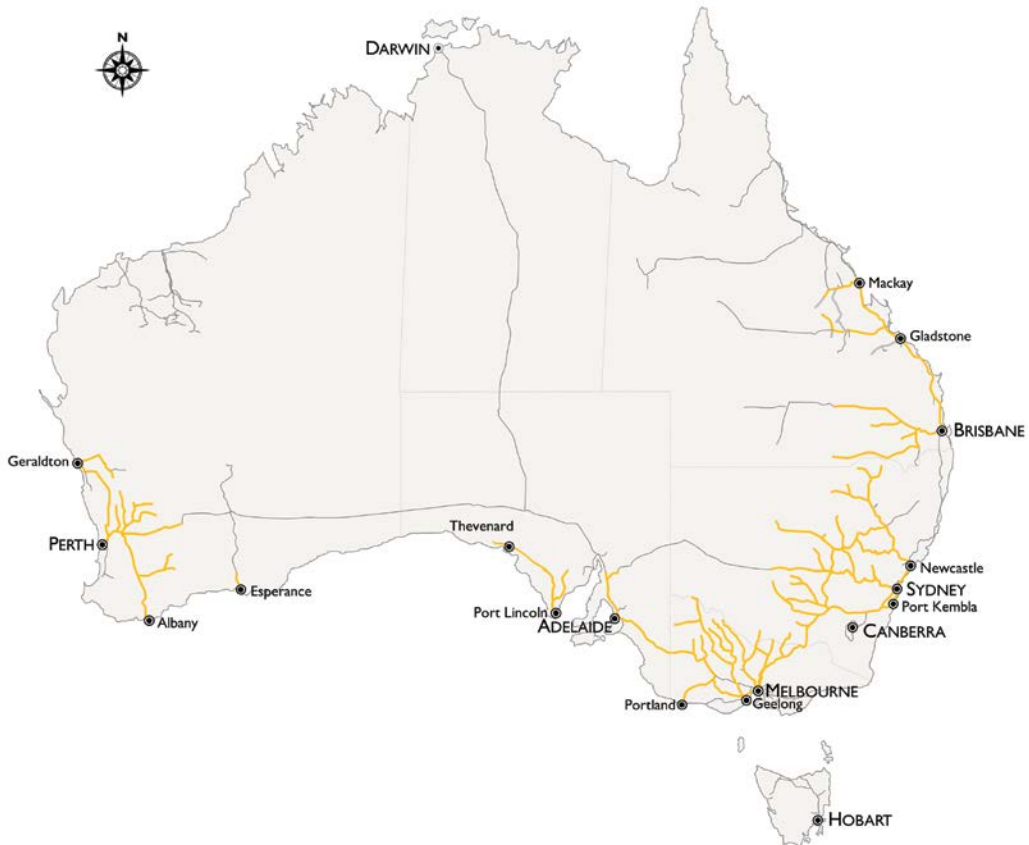 N
DARWIN
Mackay
Gladstone
BRISBANE
Geraldton
Thevenard
PERTH
Newcastle
Esperance
SYDNEY
Port Kembla
Port Lincoln
Albany
ADELAIDE
CANBERRA
MELBOURNE
Portland
Geelong
HOBART